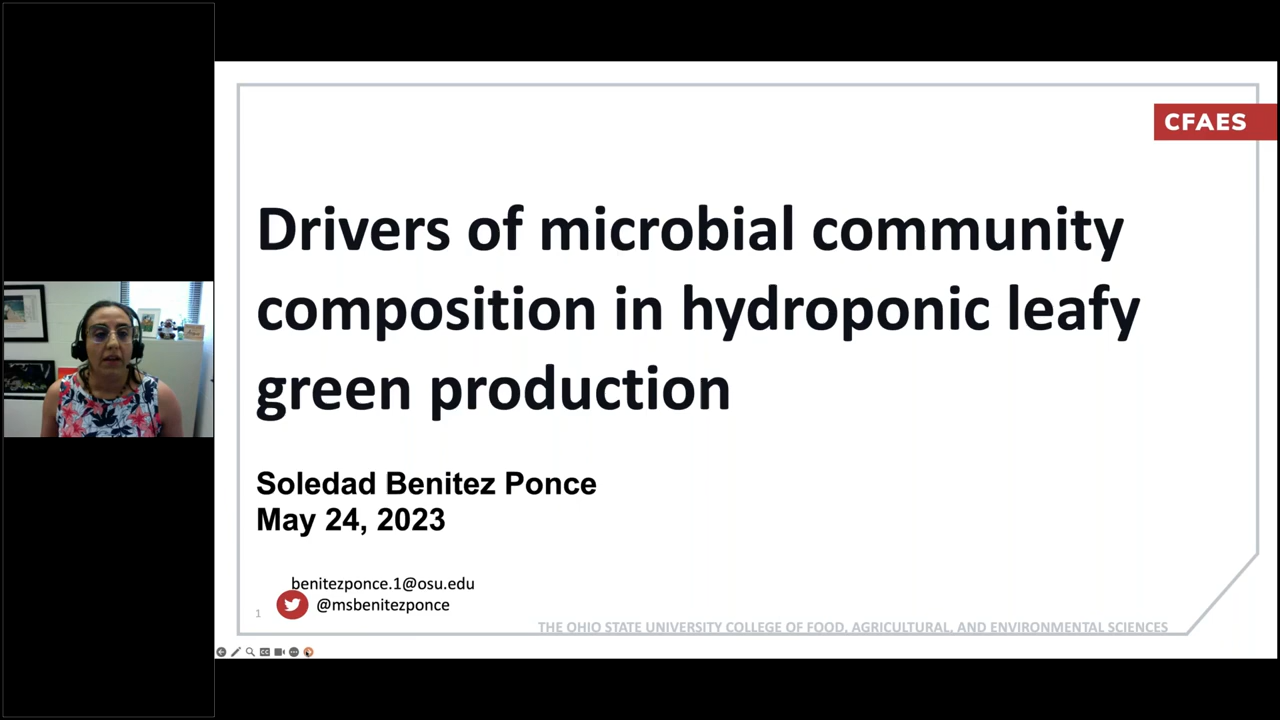 CFAES
Drivers of microbial community
composition in hydroponic leafy
green production
Soledad Benitez Ponce
May 24, 2023
benitezponce.1@osu.edu
@msbenitezponce
1
THE OHIO STATE UNIVERSITY COLLEGE OF FOOD, AGRICULTURAL, AND ENVIRONMENTAL SCIENCES